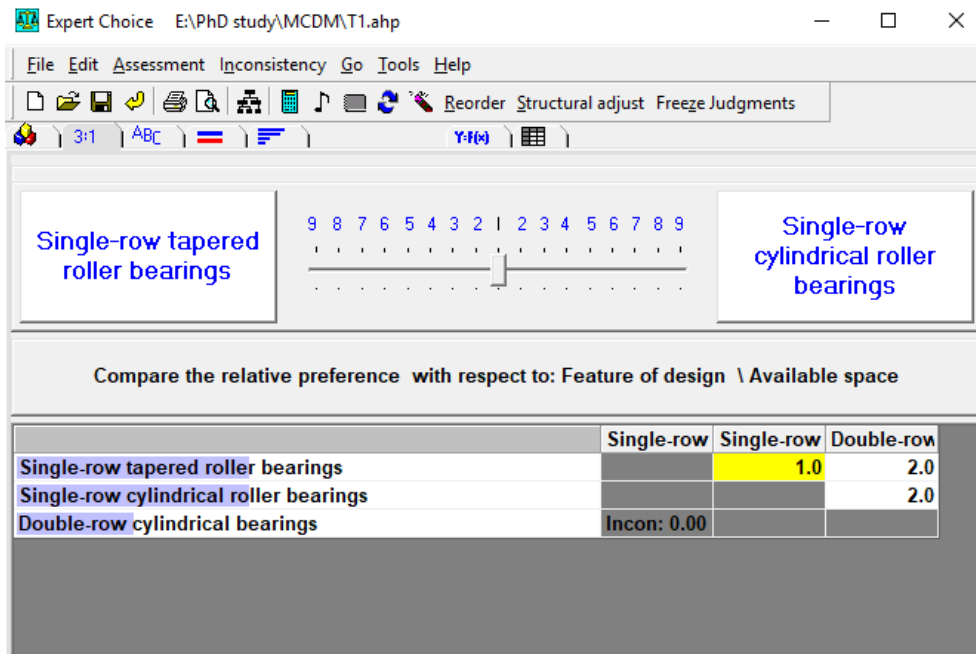 Expert Choice E:\PhD study\MCDM\T1.ahp
File Edit Assessment Inconsistency Go Tools Help
Reorder Structural adjust Freeze Judgments
3:1 ABC Y=F(x)
Single-row tapered
roller bearings
9 8 7 6 5 4 3 2 1 2 3 4 5 6 7 8 9
Single-row
cylindrical roller
bearings
Compare the relative preference with respect to: Feature of design \ Available space
Single-row Single-row Double-row
Single-row tapered roller bearings 1.0 2.0
Single-row cylindrical roller bearings 2.0
Double-row cylindrical bearings Incon: 0.00